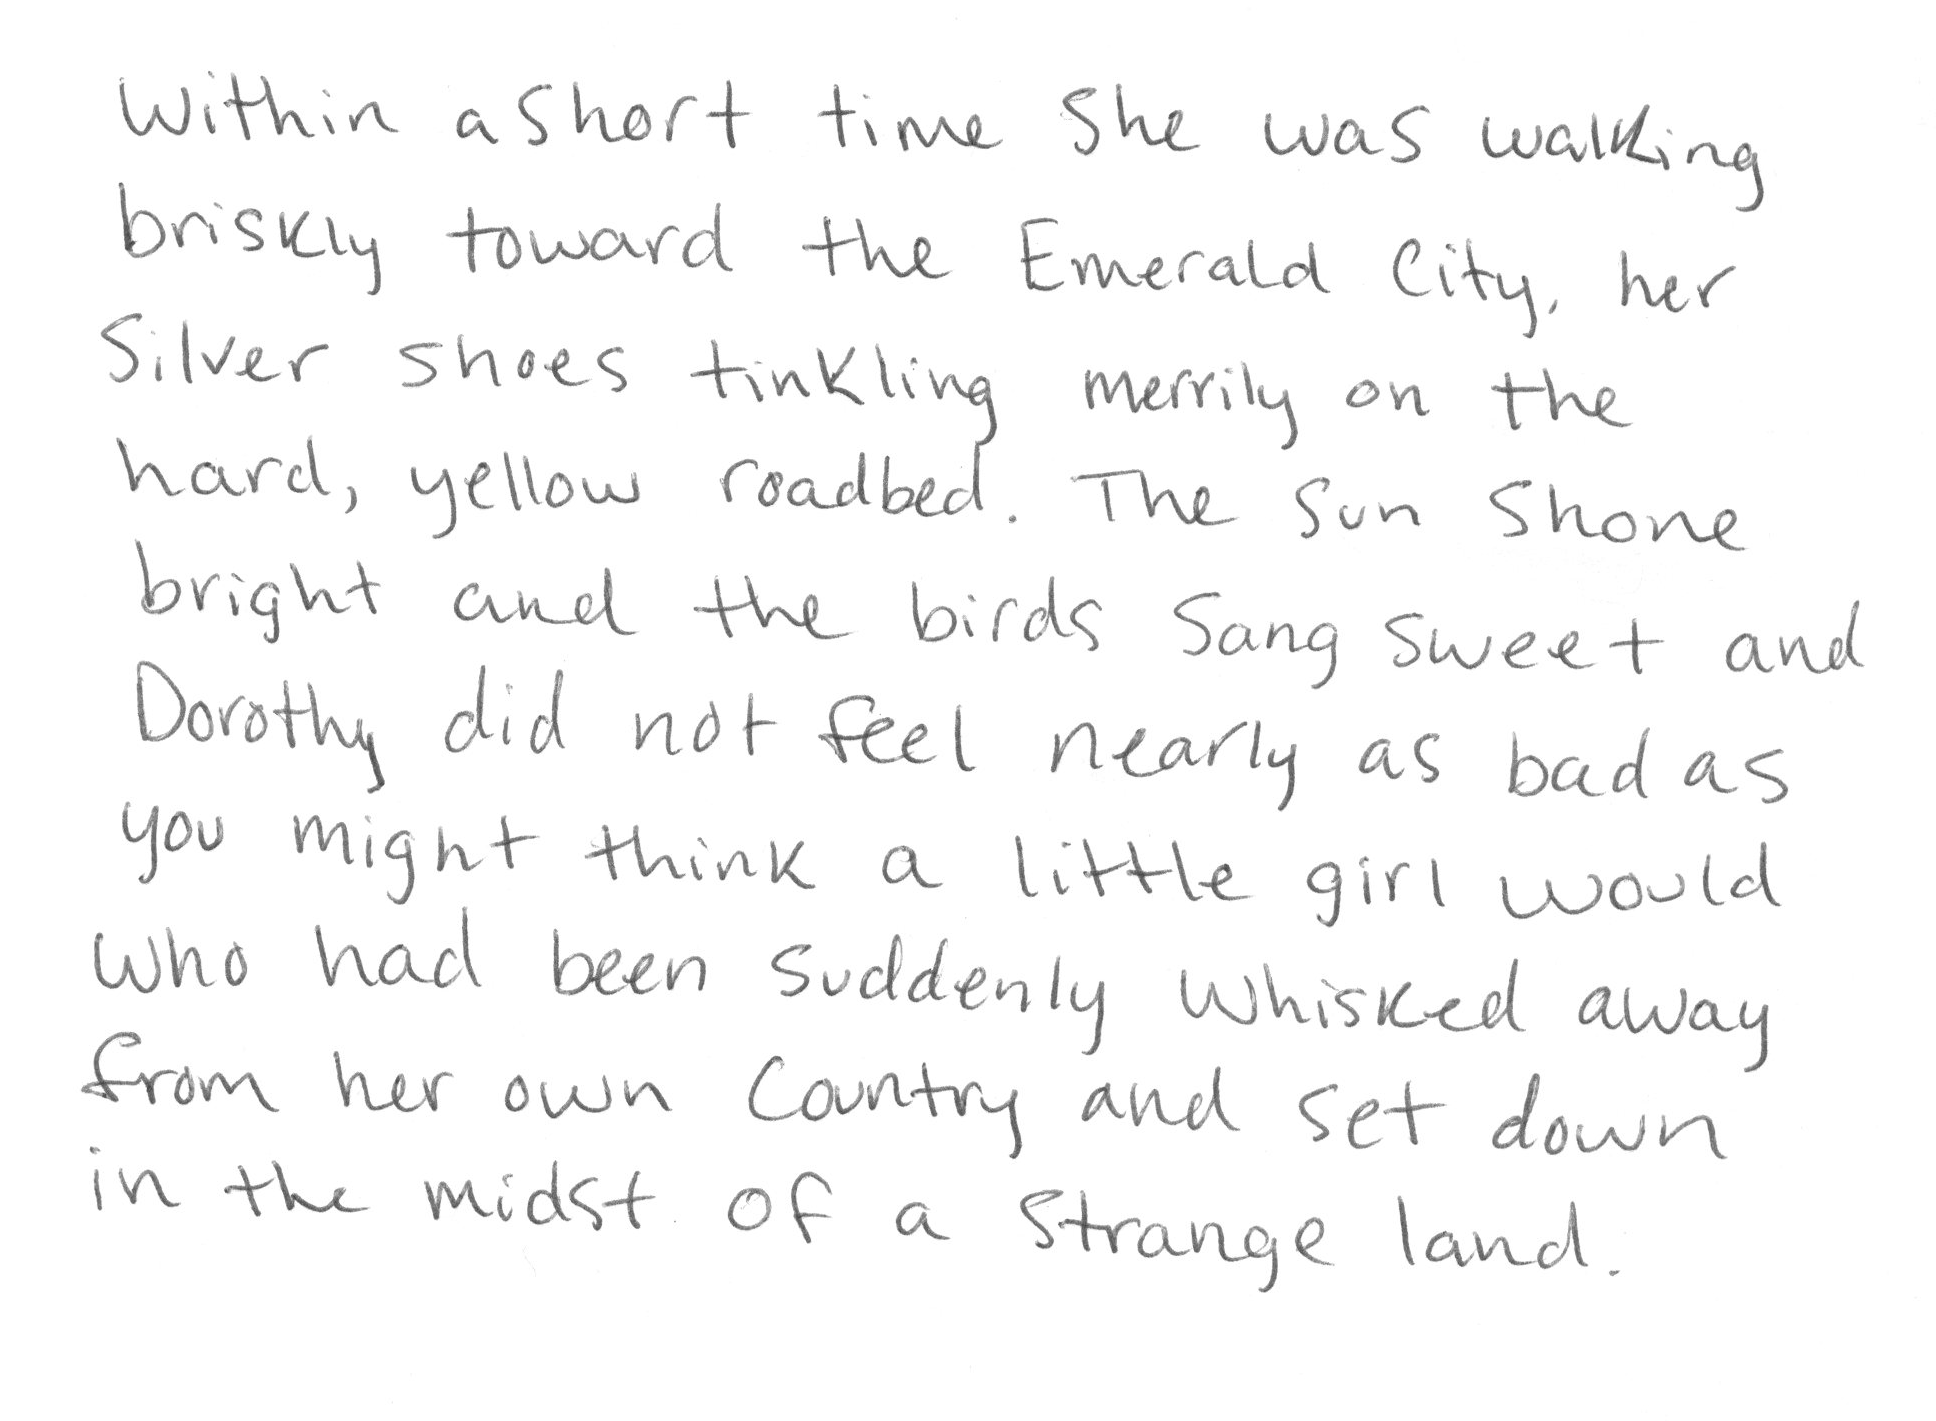 Within a short time she was walking
briskly toward the Emerald City, her
Silver shoes tinkling merrily on the
hard, yellow roadbed. The sun shone
bright and the birds sang sweet and
Dorothy did not feel nearly as bad as
you might think a little girl would
who had been suddenly whisked away
from her own country and set down
in the midst of a strange land.